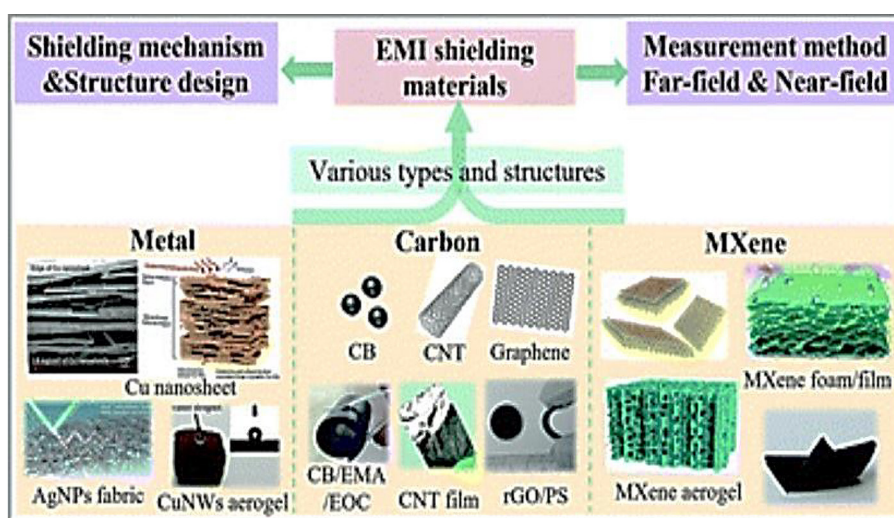 Shielding mechanism
&Structure design
EMI shielding
materials
Measurement method
Far-field & Near-field
Various types and structures
Metal
Carbon
MXene
CB
CNT
Graphene
Cu nanosheet
MXene foam/film
AgNPs fabric
CuNWs aerogel
CB/EMA
/EOC
CNT film
rGO/PS
MXene aerogel